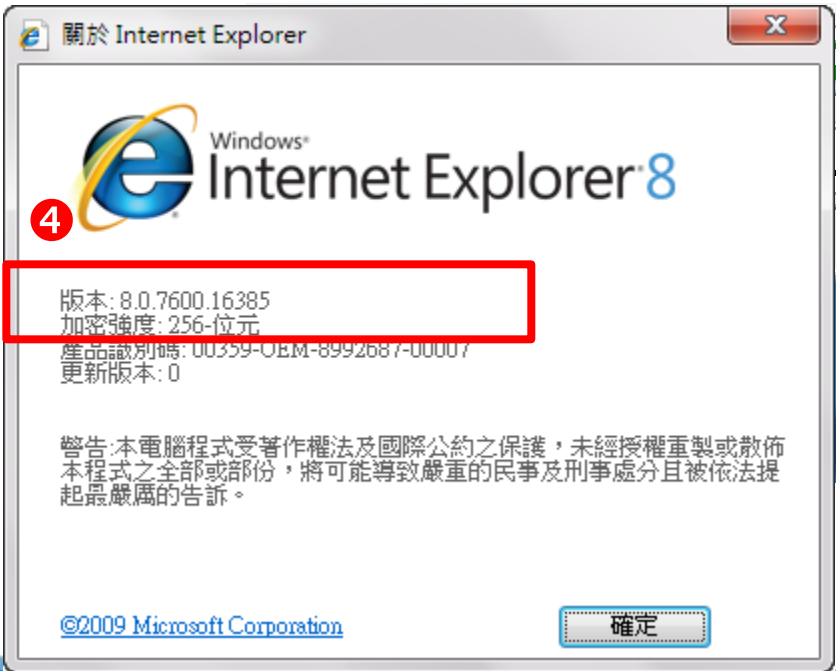 關於 Internet Explorer
Windows
Internet Explorer 8
4
版本: 8.0.7600.16385
加密強度: 256-位元
產品識別碼: 00359-OEM-8992687-00007
更新版本: 0
警告:本電腦程式受著作權法及國際公約之保護，未經授權重製或散佈
本程式之全部或部份，將可能導致嚴重的民事及刑事處分且被依法提
起最嚴厲的告訴。
©2009 Microsoft Corporation
確定